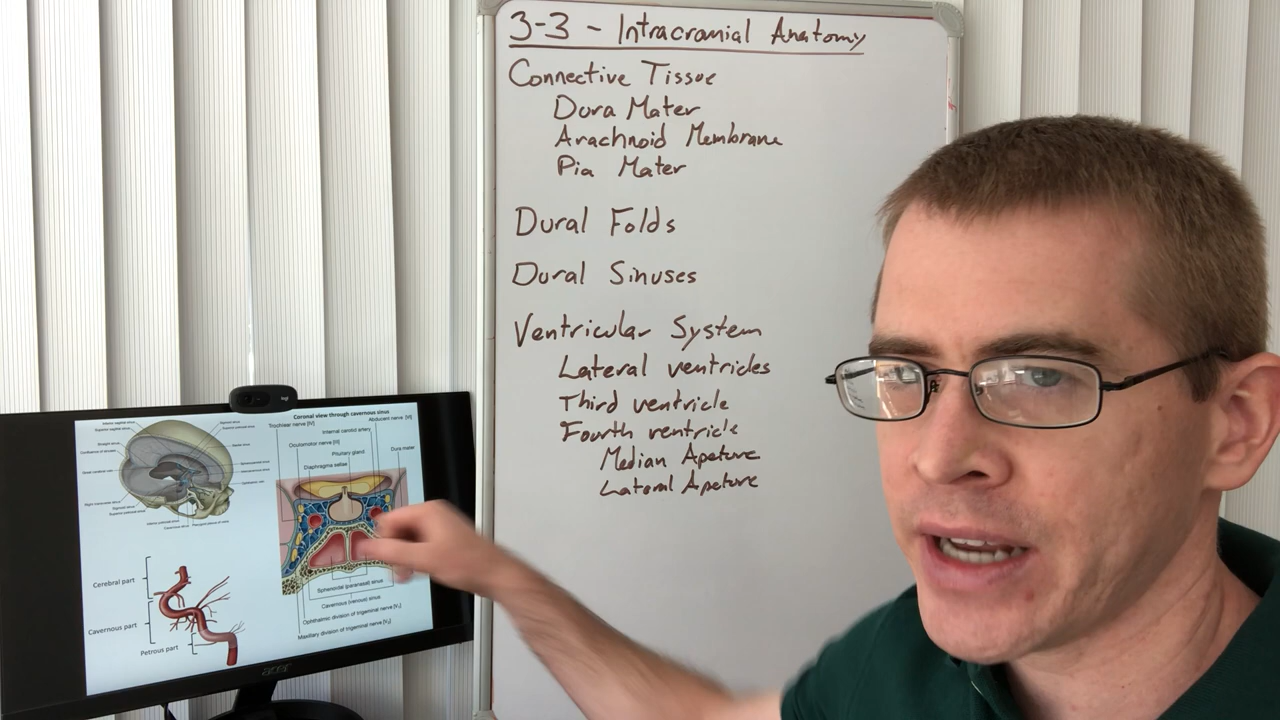 3-3 - Intracranial Anatomy
Connective Tissue
Dura Mater
Arachnoid Membrane
Pia Mater
Dural Folds
Dural Sinuses
Ventricular System
Lateral ventricles
Third ventricle
Fourth ventricle
Median Apeture
Lateral Apeture
Coronal view through cavernous sinus
Trochlear nerve [IV]
Abducent nerve [VI]
Internal carotid artery
Oculomotor nerve [III]
Pituitary gland
Dura mater
Diaphragma sellae
Sphenoidal (paranasal) sinus
Cavernous (venous) sinus
Ophthalmic division of trigeminal nerve [V₁]
Maxillary division of trigeminal nerve [V₂]
Cerebral part
Cavernous part
Petrous part
acer
logi